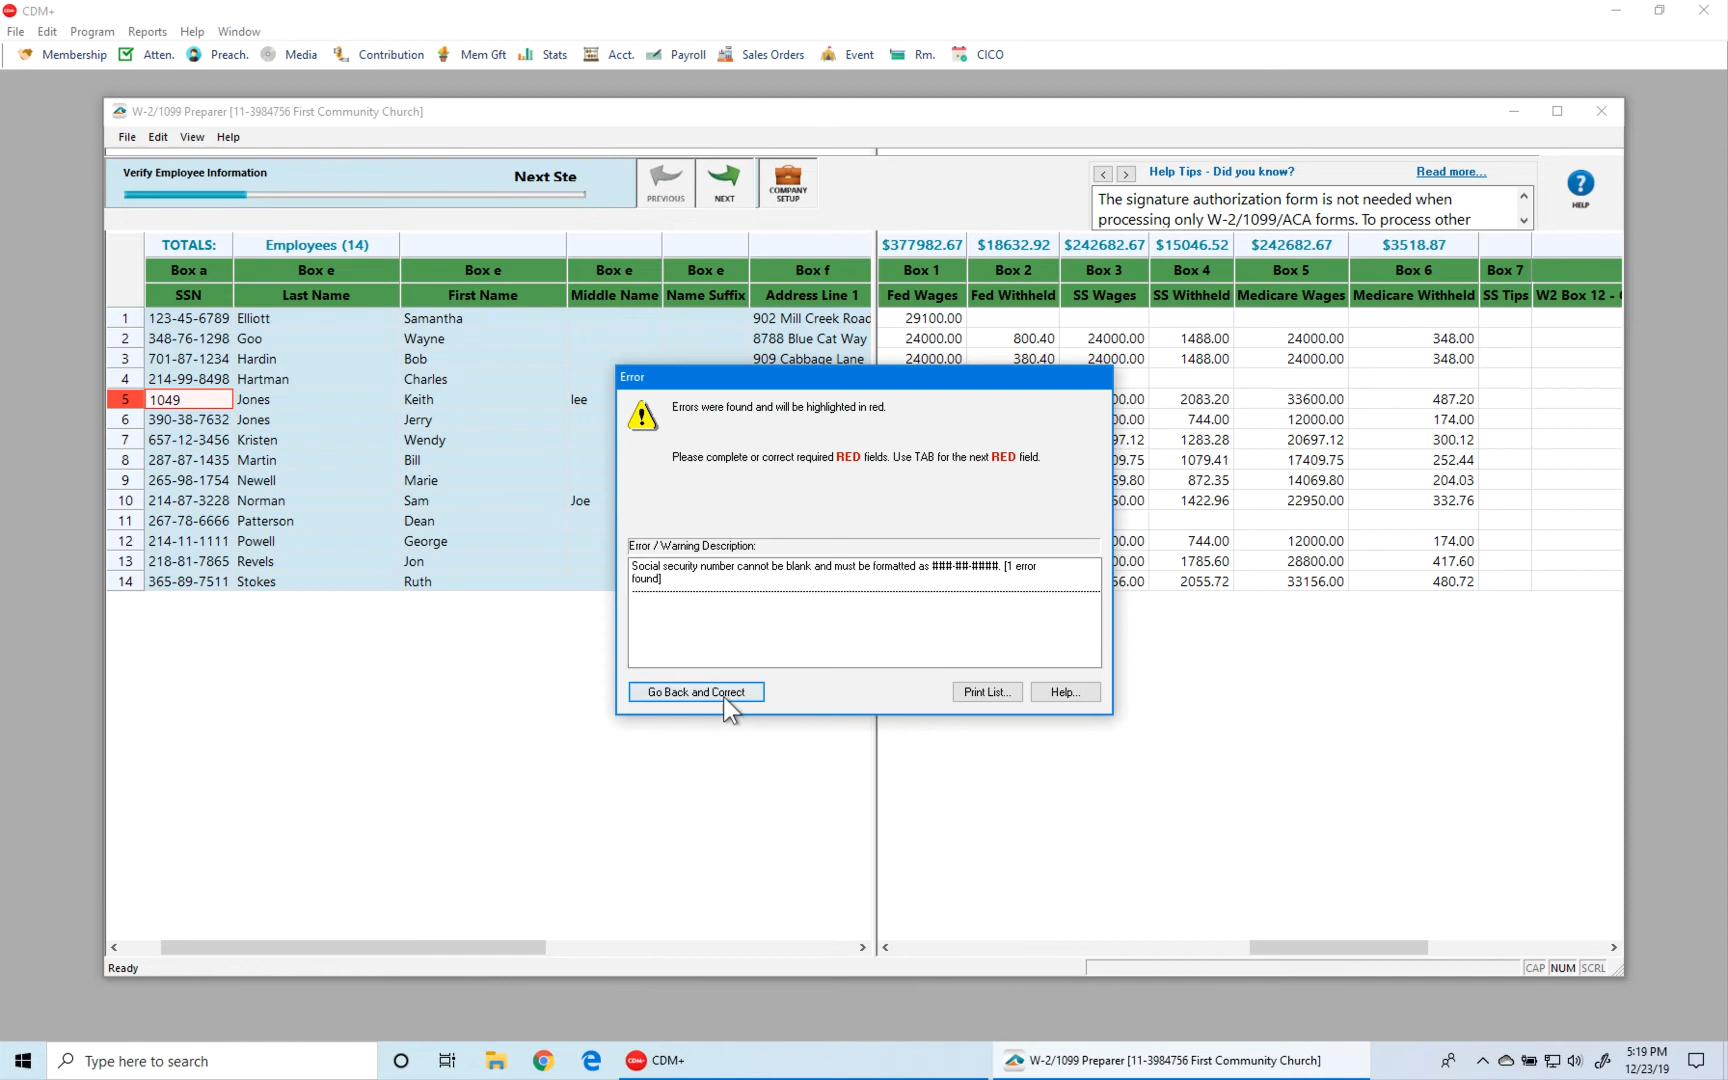 CDM+
File Edit Program Reports Help Window
Membership Atten. Preach. Media Contribution Mem Gft Stats Acct. Payroll Sales Orders Event Rm. CICO
W-2/1099 Preparer [11-3984756 First Community Church]
File Edit View Help
Verify Employee Information Next Ste PREVIOUS NEXT COMPANY SETUP
Help Tips - Did you know? Read more...
The signature authorization form is not needed when
processing only W-2/1099/ACA forms. To process other
HELP
TOTALS: Employees (14) $377982.67 $18632.92 $242682.67 $15046.52 $242682.67 $3518.87
Box a Box e Box e Box e Box e Box f Box 1 Box 2 Box 3 Box 4 Box 5 Box 6 Box 7
SSN Last Name First Name Middle Name Name Suffix Address Line 1 Fed Wages Fed Withheld SS Wages SS Withheld Medicare Wages Medicare Withheld SS Tips W2 Box 12 -
1 123-45-6789 Elliott Samantha 902 Mill Creek Road 29100.00
2 348-76-1298 Goo Wayne 8788 Blue Cat Way 24000.00 800.40 24000.00 1488.00 24000.00 348.00
3 701-87-1234 Hardin Bob 909 Cabbage Lane 24000.00 380.40 24000.00 1488.00 24000.00 348.00
4 214-99-8498 Hartman Charles
5 1049 Jones Keith lee 00.00 2083.20 33600.00 487.20
6 390-38-7632 Jones Jerry 00.00 744.00 12000.00 174.00
7 657-12-3456 Kristen Wendy 97.12 1283.28 20697.12 300.12
8 287-87-1435 Martin Bill 09.75 1079.41 17409.75 252.44
9 265-98-1754 Newell Marie 69.80 872.35 14069.80 204.03
10 214-87-3228 Norman Sam Joe 50.00 1422.96 22950.00 332.76
11 267-78-6666 Patterson Dean
12 214-11-1111 Powell George 00.00 744.00 12000.00 174.00
13 218-81-7865 Revels Jon 00.00 1785.60 28800.00 417.60
14 365-89-7511 Stokes Ruth 56.00 2055.72 33156.00 480.72
Error
Errors were found and will be highlighted in red.
Please complete or correct required RED fields. Use TAB for the next RED field.
Error / Warning Description:
Social security number cannot be blank and must be formatted as ###-##-####. [1 error
found]
Go Back and Correct Print List... Help...
Ready CAP NUM SCRL
Type here to search CDM+ W-2/1099 Preparer [11-3984756 First Community Church] 5:19 PM
12/23/19